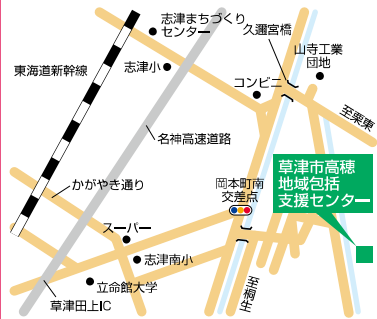 志津まちづくり
センター
久邇宮橋
山寺工業
団地
東海道新幹線
志津小
コンビニ
至栗東
名神高速道路
草津市高穂
地域包括
支援センター
かがやき通り
岡本町南
交差点
スーパー
志津南小
立命館大学
至桐生
草津田上IC